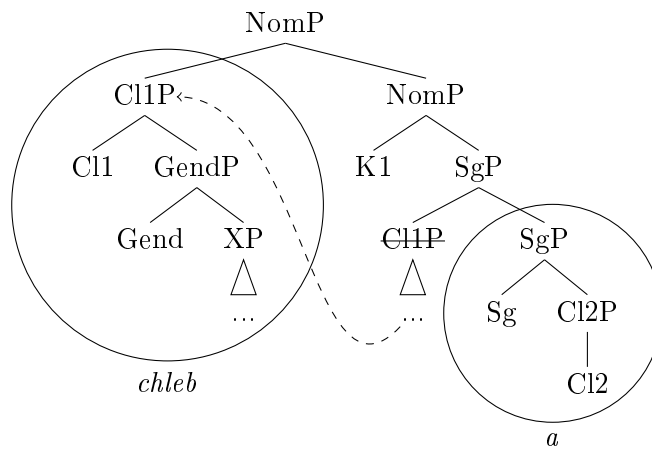 NomP
Cl1P NomP
Cl1 GendP K1 SgP
Gend XP Cl1P SgP
... ... Sg Cl2P
chleb Cl2
a